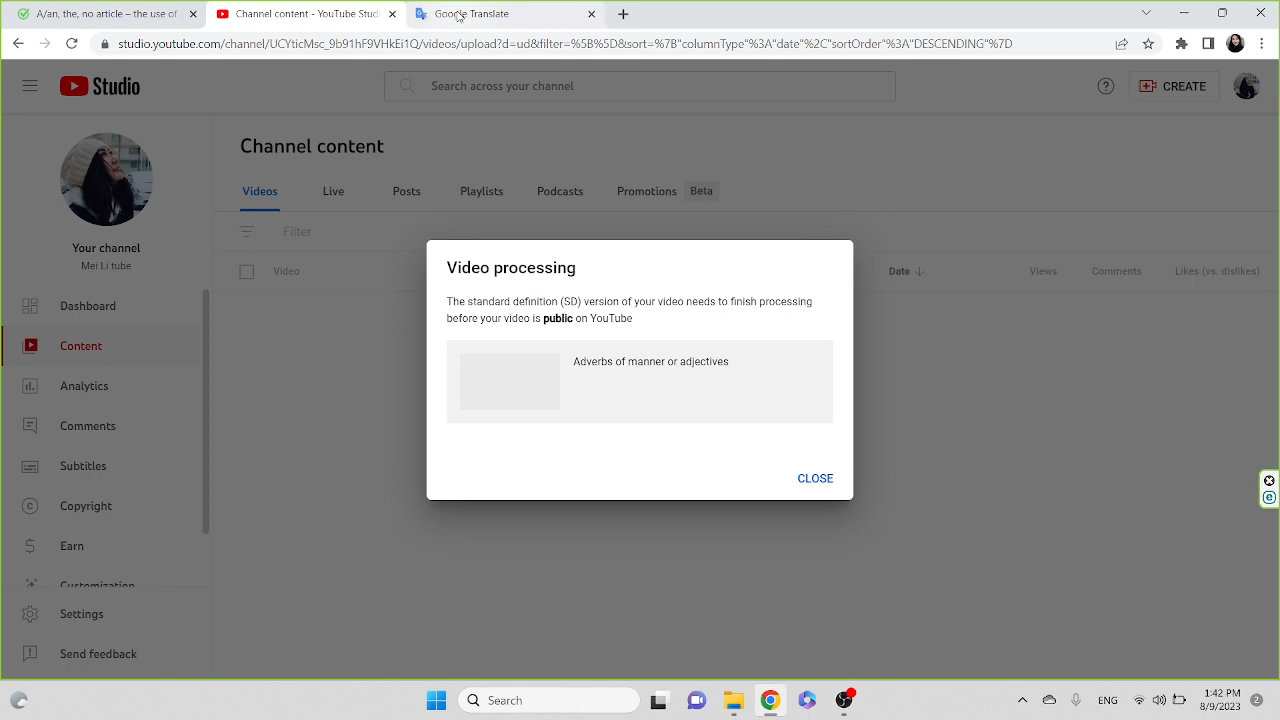 A/an, the, no article – the use of
Channel content - YouTube Studi
Google Translate
studio.youtube.com/channel/UCyticMsc_9b91hF9VHkEi1Q/videos/upload?d=ud&filter=%5B%5D&sort=%7B"columnType"%3A"date"%2C"sortOrder"%3A"DESCENDING"%7D
Studio
Search across your channel
CREATE
Channel content
Videos
Live
Posts
Playlists
Podcasts
Promotions
Beta
Your channel
Mei Li tube
Filter
Video
Date
Views
Comments
Likes (vs. dislikes)
Video processing
The standard definition (SD) version of your video needs to finish processing
before your video is public on YouTube
Adverbs of manner or adjectives
CLOSE
Dashboard
Content
Analytics
Comments
Subtitles
Copyright
Earn
Customization
Settings
Send feedback
Search
ENG
1:42 PM
8/9/2023
2